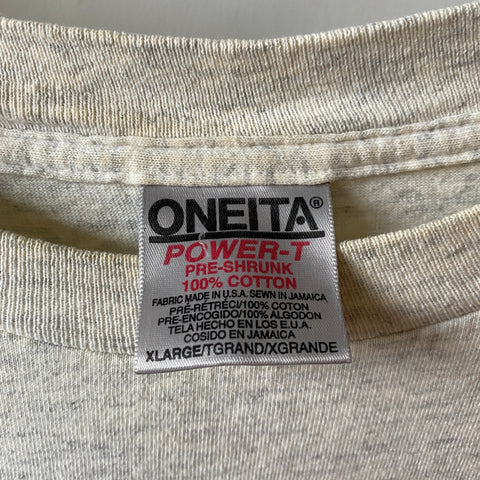 ONEITA®
POWER-T
PRE-SHRUNK
100% COTTON
FABRIC MADE IN U.S.A. SEWN IN JAMAICA
PRE-RÉTRÉCI/100% COTON
PRE-ENCOGIDO/100% ALGODON
TELA HECHO EN LOS E.U.A.
COSIDO EN JAMAICA
XLARGE/TGRAND/XGRANDE